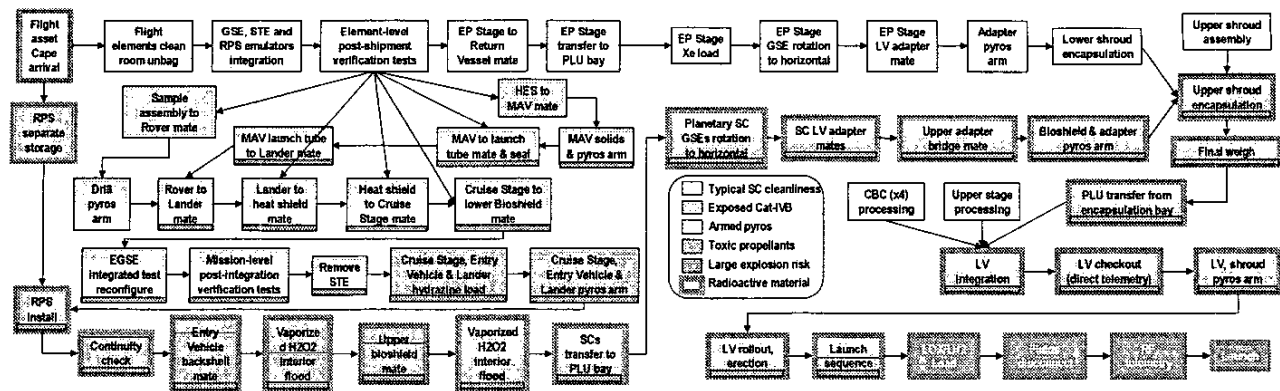 Flight
asset
Cape
arrival
Flight
elements clean
room unbag
GSE, STE and
RPS emulators
integration
Element-level
post-shipment
verification tests
EP Stage to
Return
Vessel mate
EP Stage
transfer to
PLU bay
EP Stage
Xe load
EP Stage
GSE rotation
to horizontal
EP Stage
LV adapter
mate
Adapter
pyros
arm
Lower shroud
encapsulation
Upper shroud
assembly
RPS
separate
storage
Sample
assembly to
Rover mate
HES to
MAV mate
Upper shroud
encapsulation
MAV launch tube
to Lander mate
MAV to launch
tube mate & seal
MAV solids
& pyros arm
Planetary SC
GSEs rotation
to horizontal
SC LV adapter
mates
Upper adapter
bridge mate
Bioshield & adapter
pyros arm
Final weigh
Drill
pyros
arm
Rover to
Lander
mate
Lander to
heat shield
mate
Heat shield
to Cruise
Stage mate
Cruise Stage to
lower Bioshield
mate
Typical SC cleanliness
Exposed Cat-IVB
Armed pyros
Toxic propellants
Large explosion risk
Radioactive material
CBC (x4)
processing
Upper stage
processing
PLU transfer from
encapsulation bay
EGSE
integrated test
reconfigure
Mission-level
post-integration
verification tests
Remove
STE
Cruise Stage, Entry
Vehicle & Lander
hydrazine load
Cruise Stage,
Entry Vehicle &
Lander pyros arm
LV
integration
LV checkout
(direct telemetry)
LV, shroud
pyros arm
RPS
install
Continuity
check
Entry
Vehicle
backshell
mate
Vaporize
d H2O2
interior
flood
Upper
bioshield
mate
Vaporized
H2O2
interior
flood
SCs
transfer to
PLU bay
LV rollout,
erection
Launch
sequence